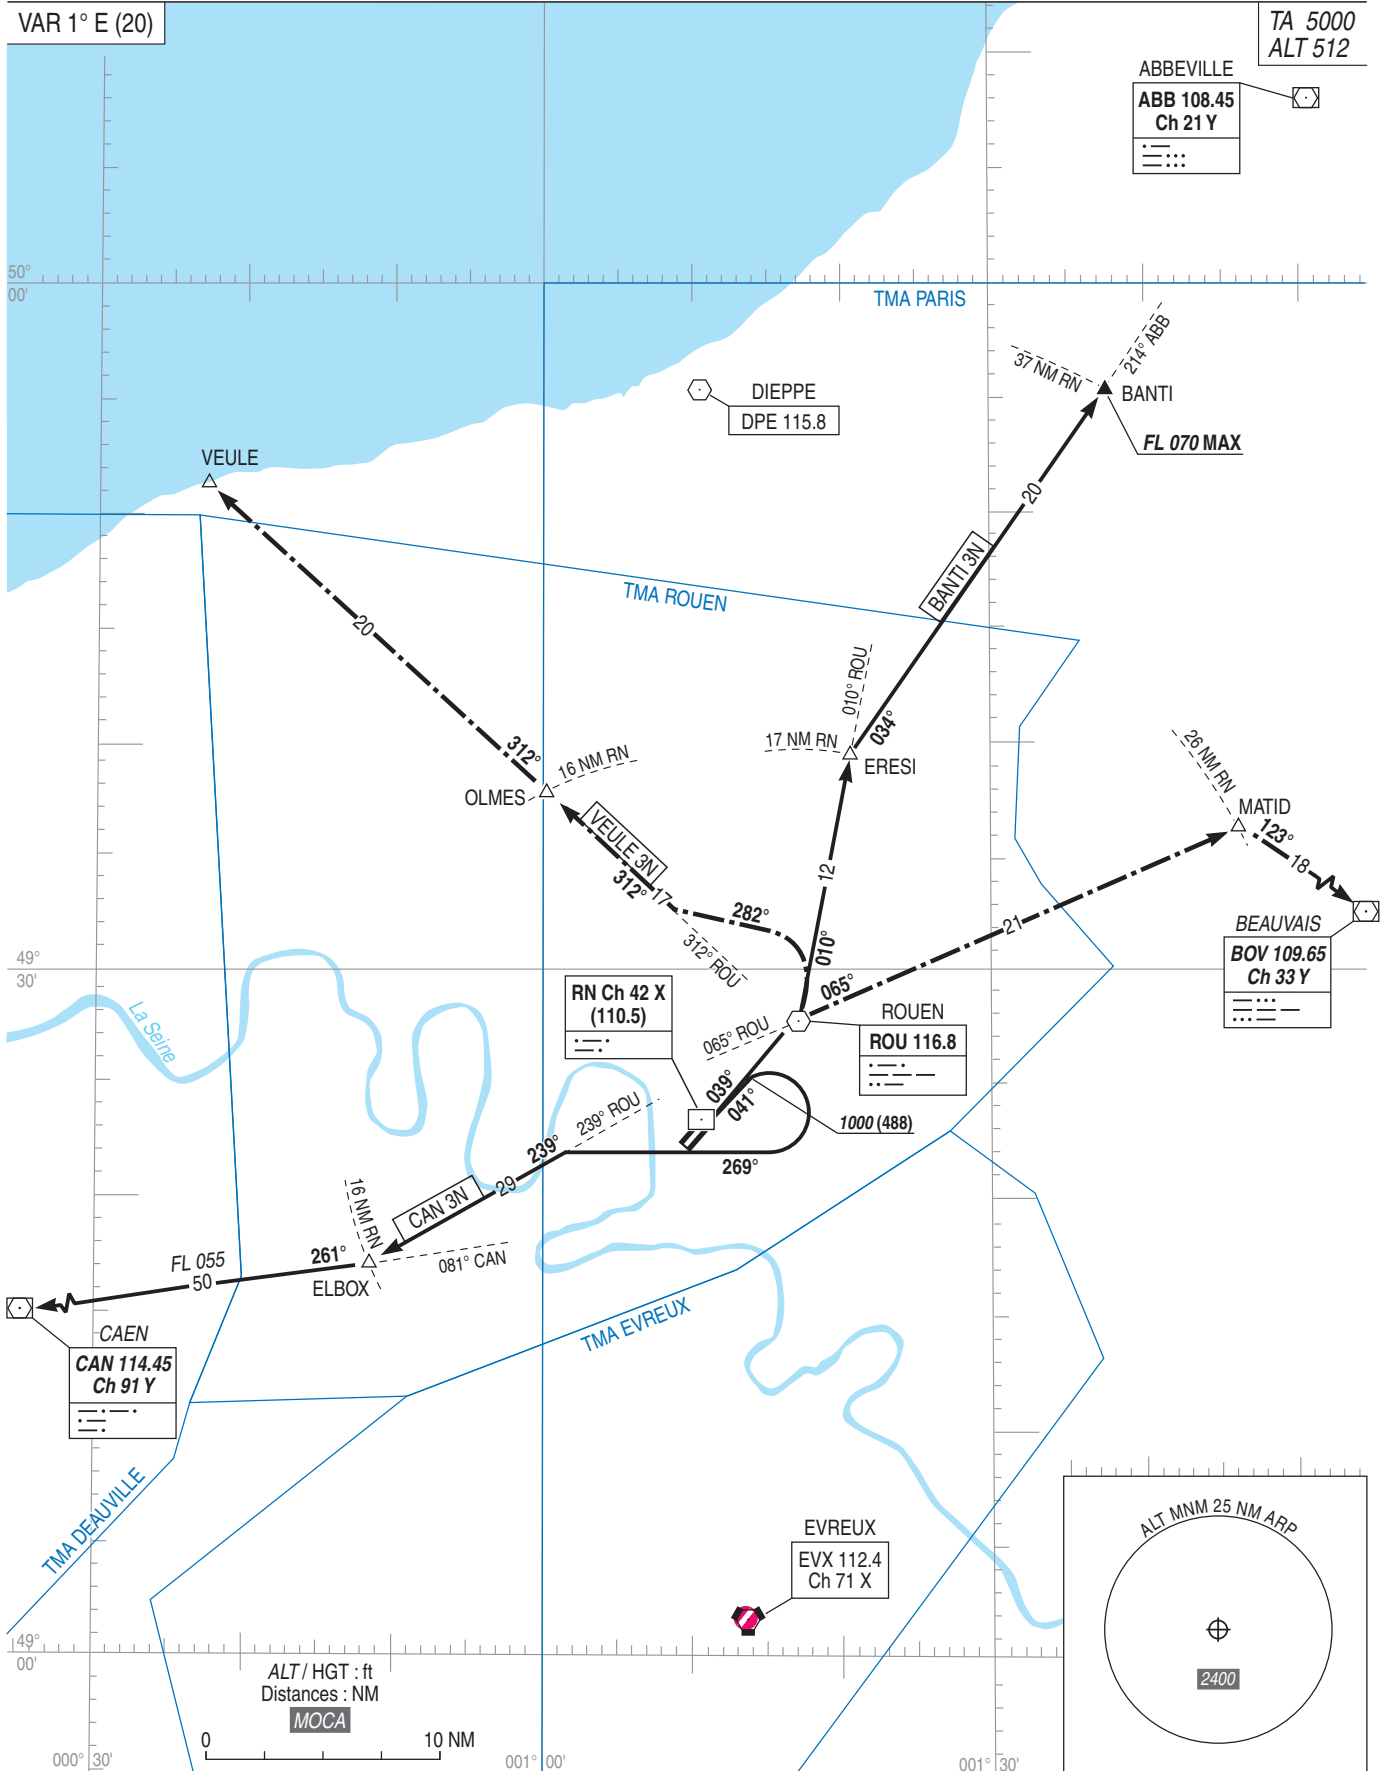 VAR 1° E (20)
TA 5000
ALT 512
ABBEVILLE
ABB 108.45
Ch 21 Y
50°
00'
TMA PARIS
37 NM RN
214° ABB
BANTI
FL 070 MAX
DIEPPE
DPE 115.8
VEULE
20
BANTI 3N
TMA ROUEN
20
010° ROU
034°
17 NM RN
ERESI
312°
16 NM RN
OLMES
26 NM RN
MATID
123°
18
VEULE 3N
312°
17
12
282°
312° ROU
010°
21
BEAUVAIS
BOV 109.65
Ch 33 Y
49°
30'
La Seine
RN Ch 42 X
(110.5)
065°
ROUEN
ROU 116.8
065° ROU
039°
041°
1000 (488)
239° ROU
239°
269°
29
CAN 3N
16 NM RN
261°
081° CAN
FL 055
50
ELBOX
CAEN
CAN 114.45
Ch 91 Y
TMA EVREUX
TMA DEAUVILLE
EVREUX
EVX 112.4
Ch 71 X
ALT MNM 25 NM ARP
2400
49°
00'
ALT / HGT : ft
Distances : NM
MOCA
0
10 NM
000° 30'
001° 00'
001° 30'